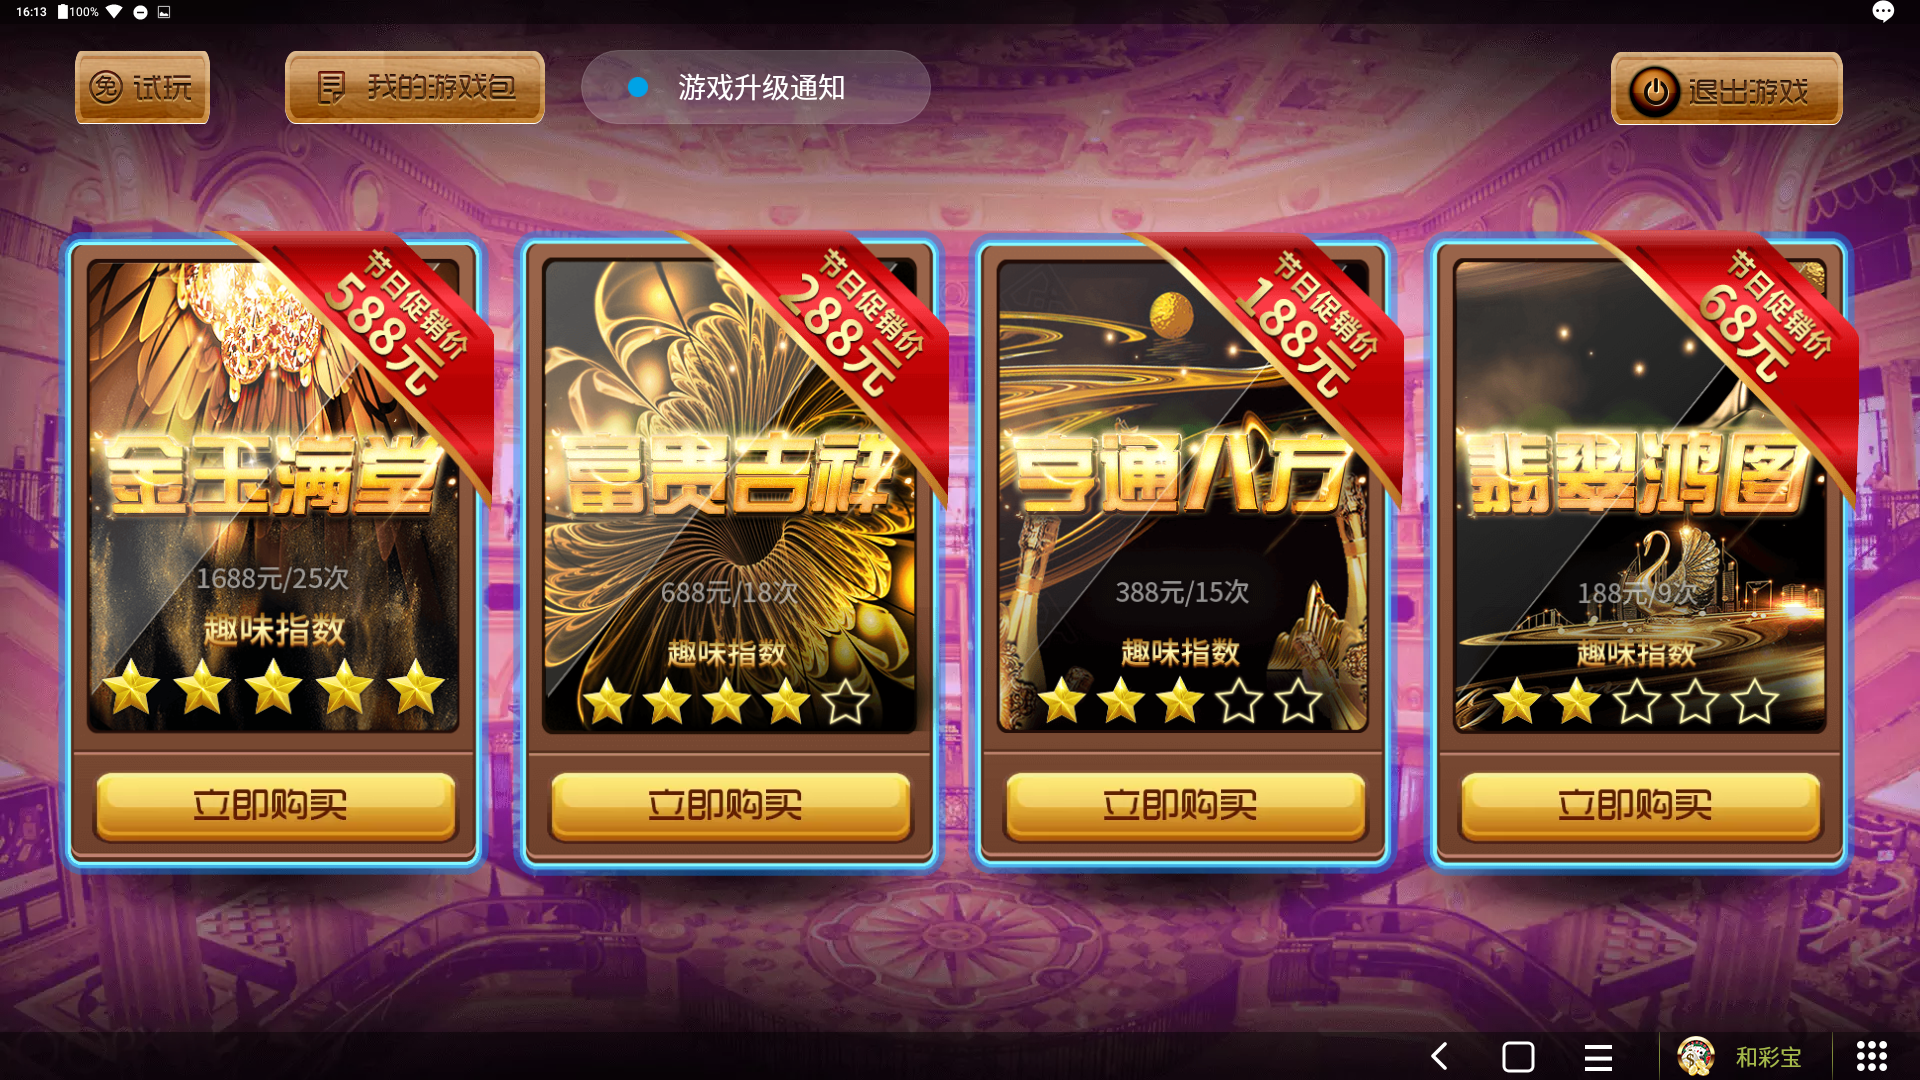 16:13 100%
免 试玩
我的游戏包
游戏升级通知
退出游戏
节日促销价
588元
金玉满堂
1688元/25次
趣味指数
立即购买
节日促销价
288元
富贵吉祥
688元/18次
趣味指数
立即购买
节日促销价
188元
亨通八方
388元/15次
趣味指数
立即购买
节日促销价
68元
翡翠鸿图
188元/9次
趣味指数
立即购买
和彩宝